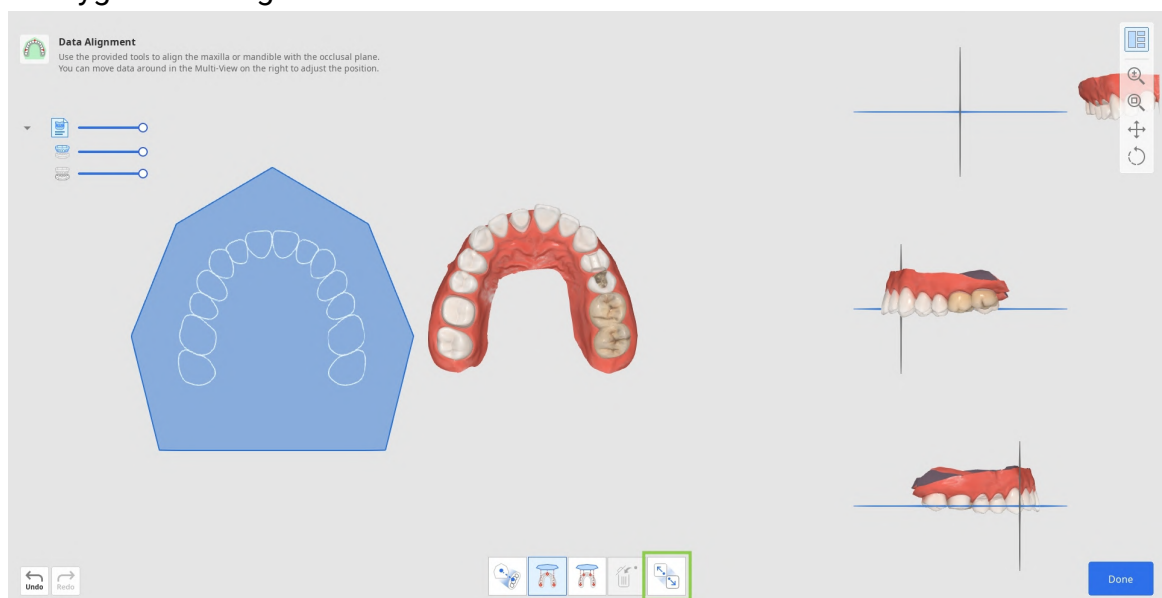 Data Alignment
Use the provided tools to align the maxilla or mandible with the occlusal plane.
You can move data around in the Multi-View on the right to adjust the position.
Undo
Redo
Done